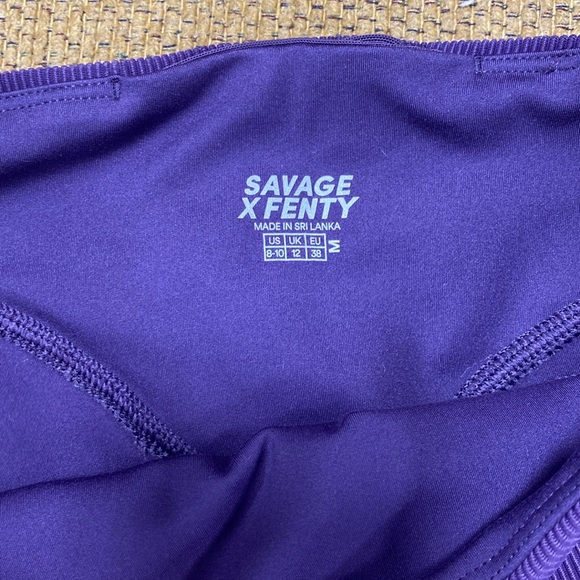 SAVAGE
X FENTY
MADE IN SRI LANKA
US UK EU
8-10 12 38
M